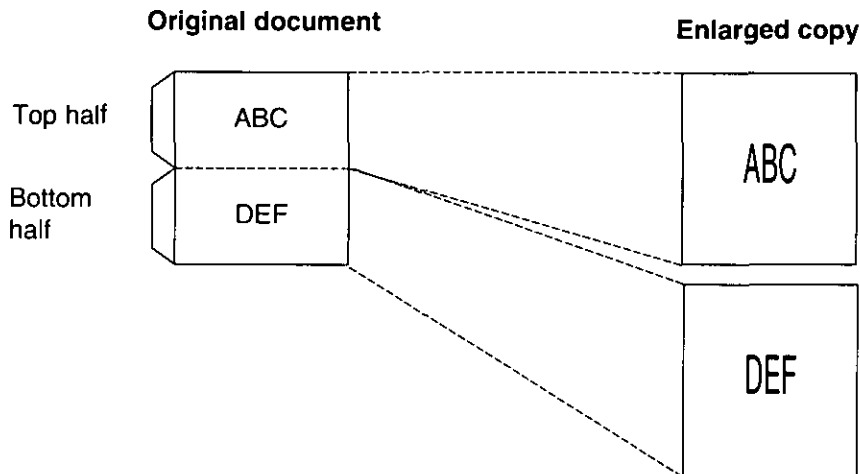 Original document
Enlarged copy
Top half
ABC
ABC
Bottom
half
DEF
DEF